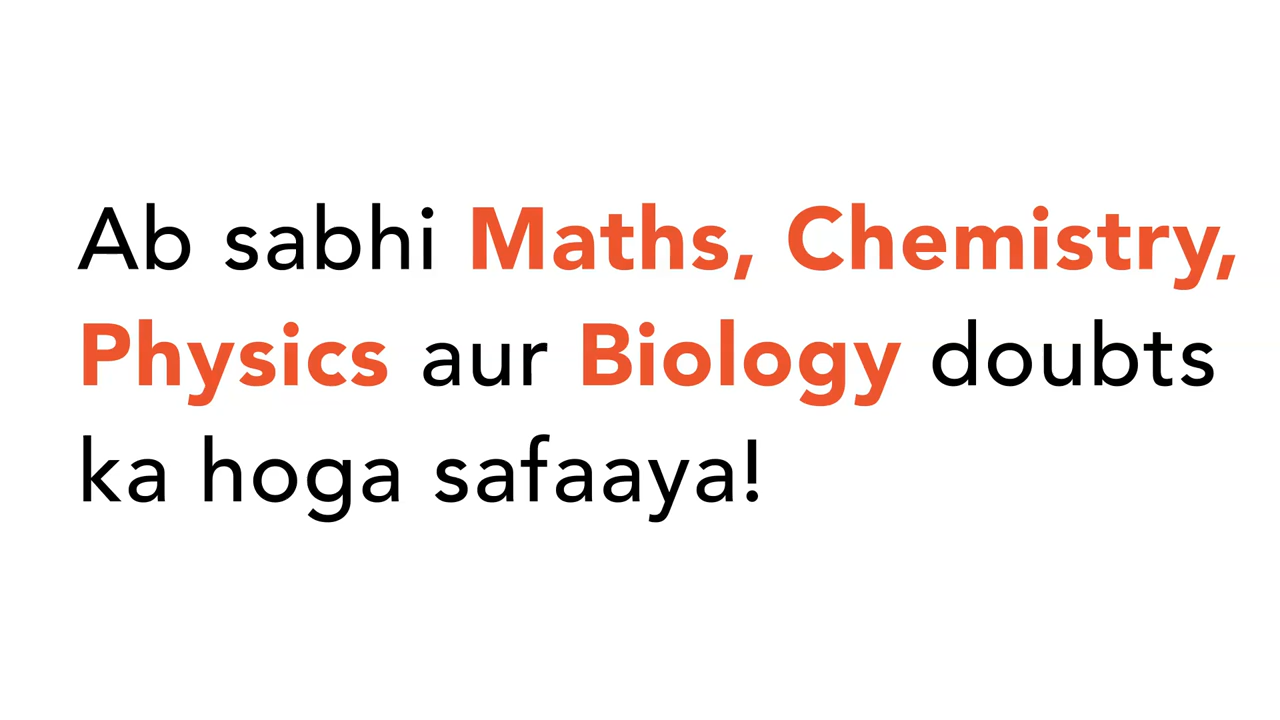 Ab sabhi Maths, Chemistry,
Physics aur Biology doubts
ka hoga safaaya!